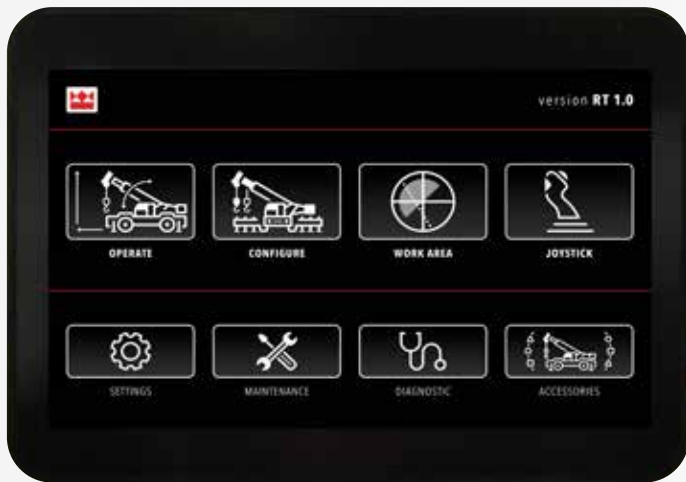 version RT 1.0
OPERATE
CONFIGURE
WORK AREA
JOYSTICK
SETTINGS
MAINTENANCE
DIAGNOSTIC
ACCESSORIES